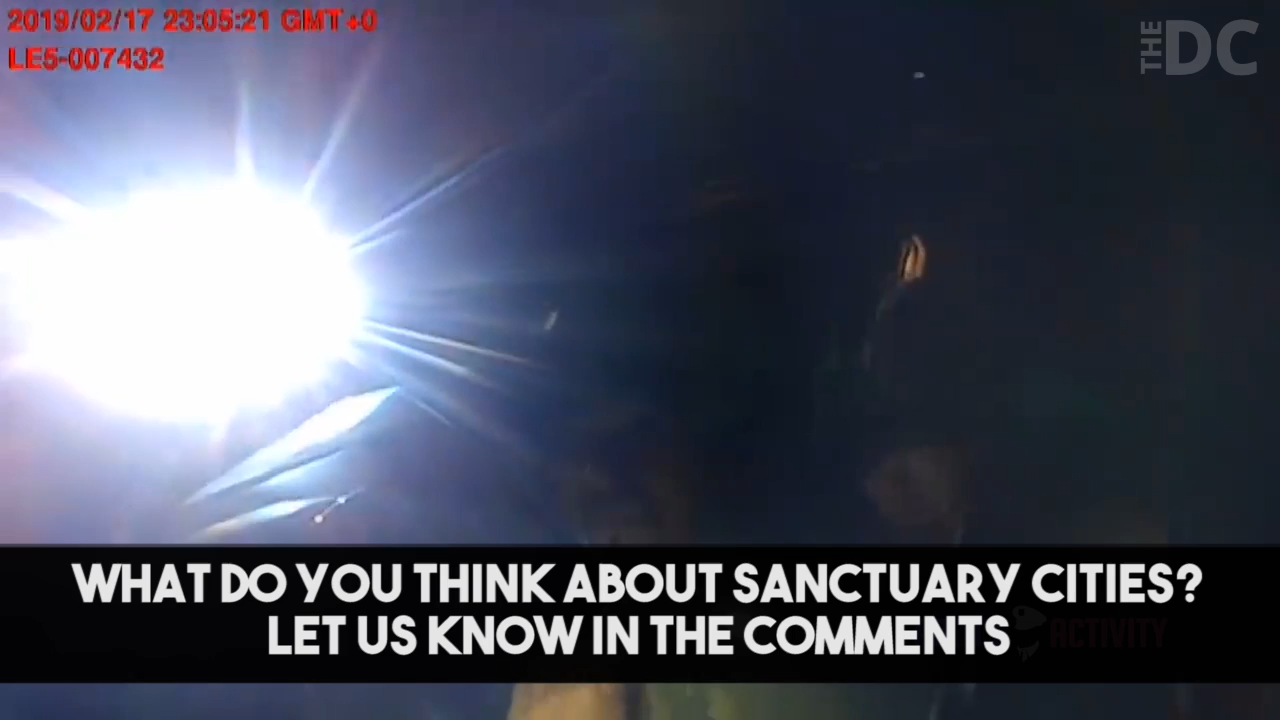 2019/02/17 23:05:21 GMT+0
LE5-007432
THE DC
WHAT DO YOU THINK ABOUT SANCTUARY CITIES?
LET US KNOW IN THE COMMENTS
ACTIVITY